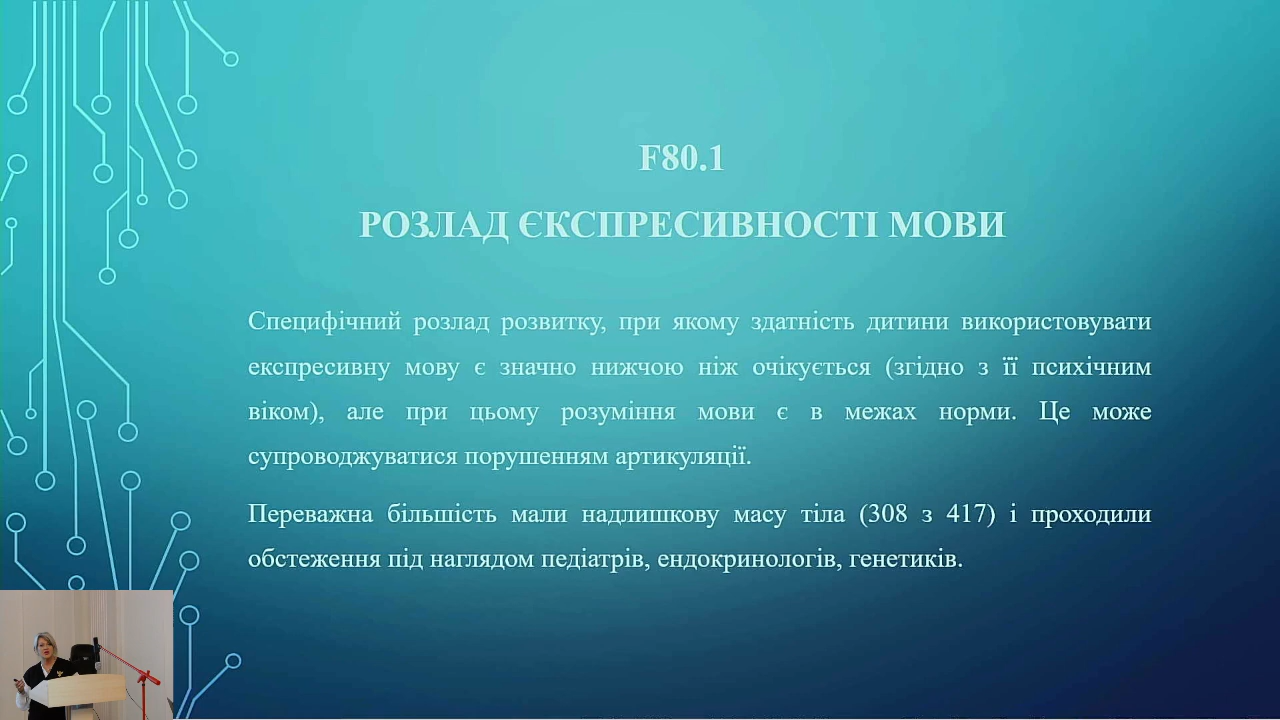 F80.1
РОЗЛАД ЄКСПРЕСИВНОСТІ МОВИ
Специфічний розлад розвитку, при якому здатність дитини використовувати
експресивну мову є значно нижчою ніж очікується (згідно з її психічним
віком), але при цьому розуміння мови є в межах норми. Це може
супроводжуватися порушенням артикуляції.
Переважна більшість мали надлишкову масу тіла (308 з 417) і проходили
обстеження під наглядом педіатрів, ендокринологів, генетиків.